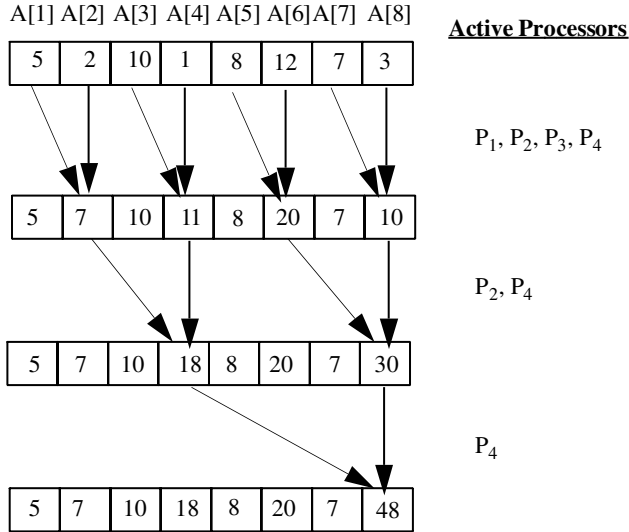 A[1] A[2] A[3] A[4] A[5] A[6] A[7] A[8]
Active Processors
5 2 10 1 8 12 7 3
P1, P2, P3, P4
5 7 10 11 8 20 7 10
P2, P4
5 7 10 18 8 20 7 30
P4
5 7 10 18 8 20 7 48